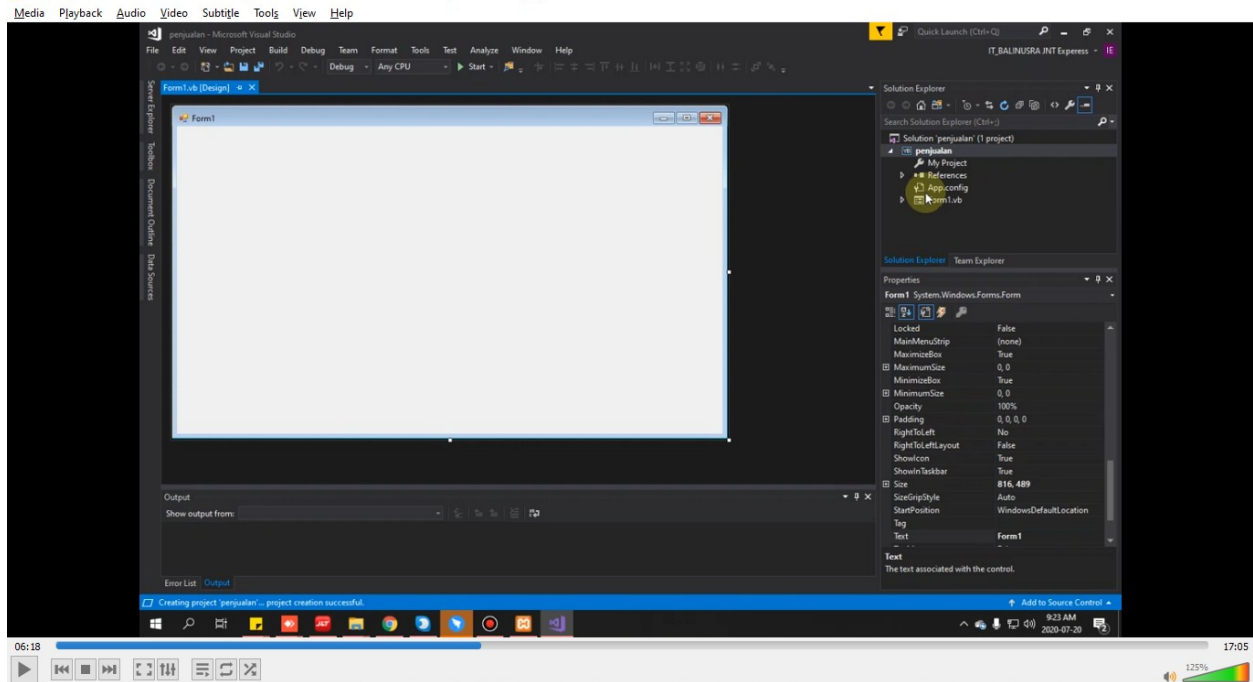 Media Playback Audio Video Subtitle Tools View Help
penjualan - Microsoft Visual Studio
Quick Launch (Ctrl+Q)
File Edit View Project Build Debug Team Format Tools Test Analyze Window Help
IT_BALINUSRA JNT Experess IE
Debug Any CPU Start
Server Explorer
Toolbox
Document Outline
Data Sources
Form1.vb [Design]
Form1
Solution Explorer
Search Solution Explorer (Ctrl+;)
Solution 'penjualan' (1 project)
penjualan
My Project
References
App.config
Form1.vb
Solution Explorer Team Explorer
Properties
Form1 System.Windows.Forms.Form
Locked False
MainMenuStrip (none)
MaximizeBox True
MaximumSize 0, 0
MinimizeBox True
MinimumSize 0, 0
Opacity 100%
Padding 0, 0, 0, 0
RightToLeft No
RightToLeftLayout False
ShowIcon True
ShowInTaskbar True
Size 816, 489
SizeGripStyle Auto
StartPosition WindowsDefaultLocation
Tag
Text Form1
Text
The text associated with the control.
Output
Show output from:
Error List Output
Creating project 'penjualan'... project creation successful.
Add to Source Control
J&T
9:23 AM
2020-07-20
2
06:18
17:05
125%